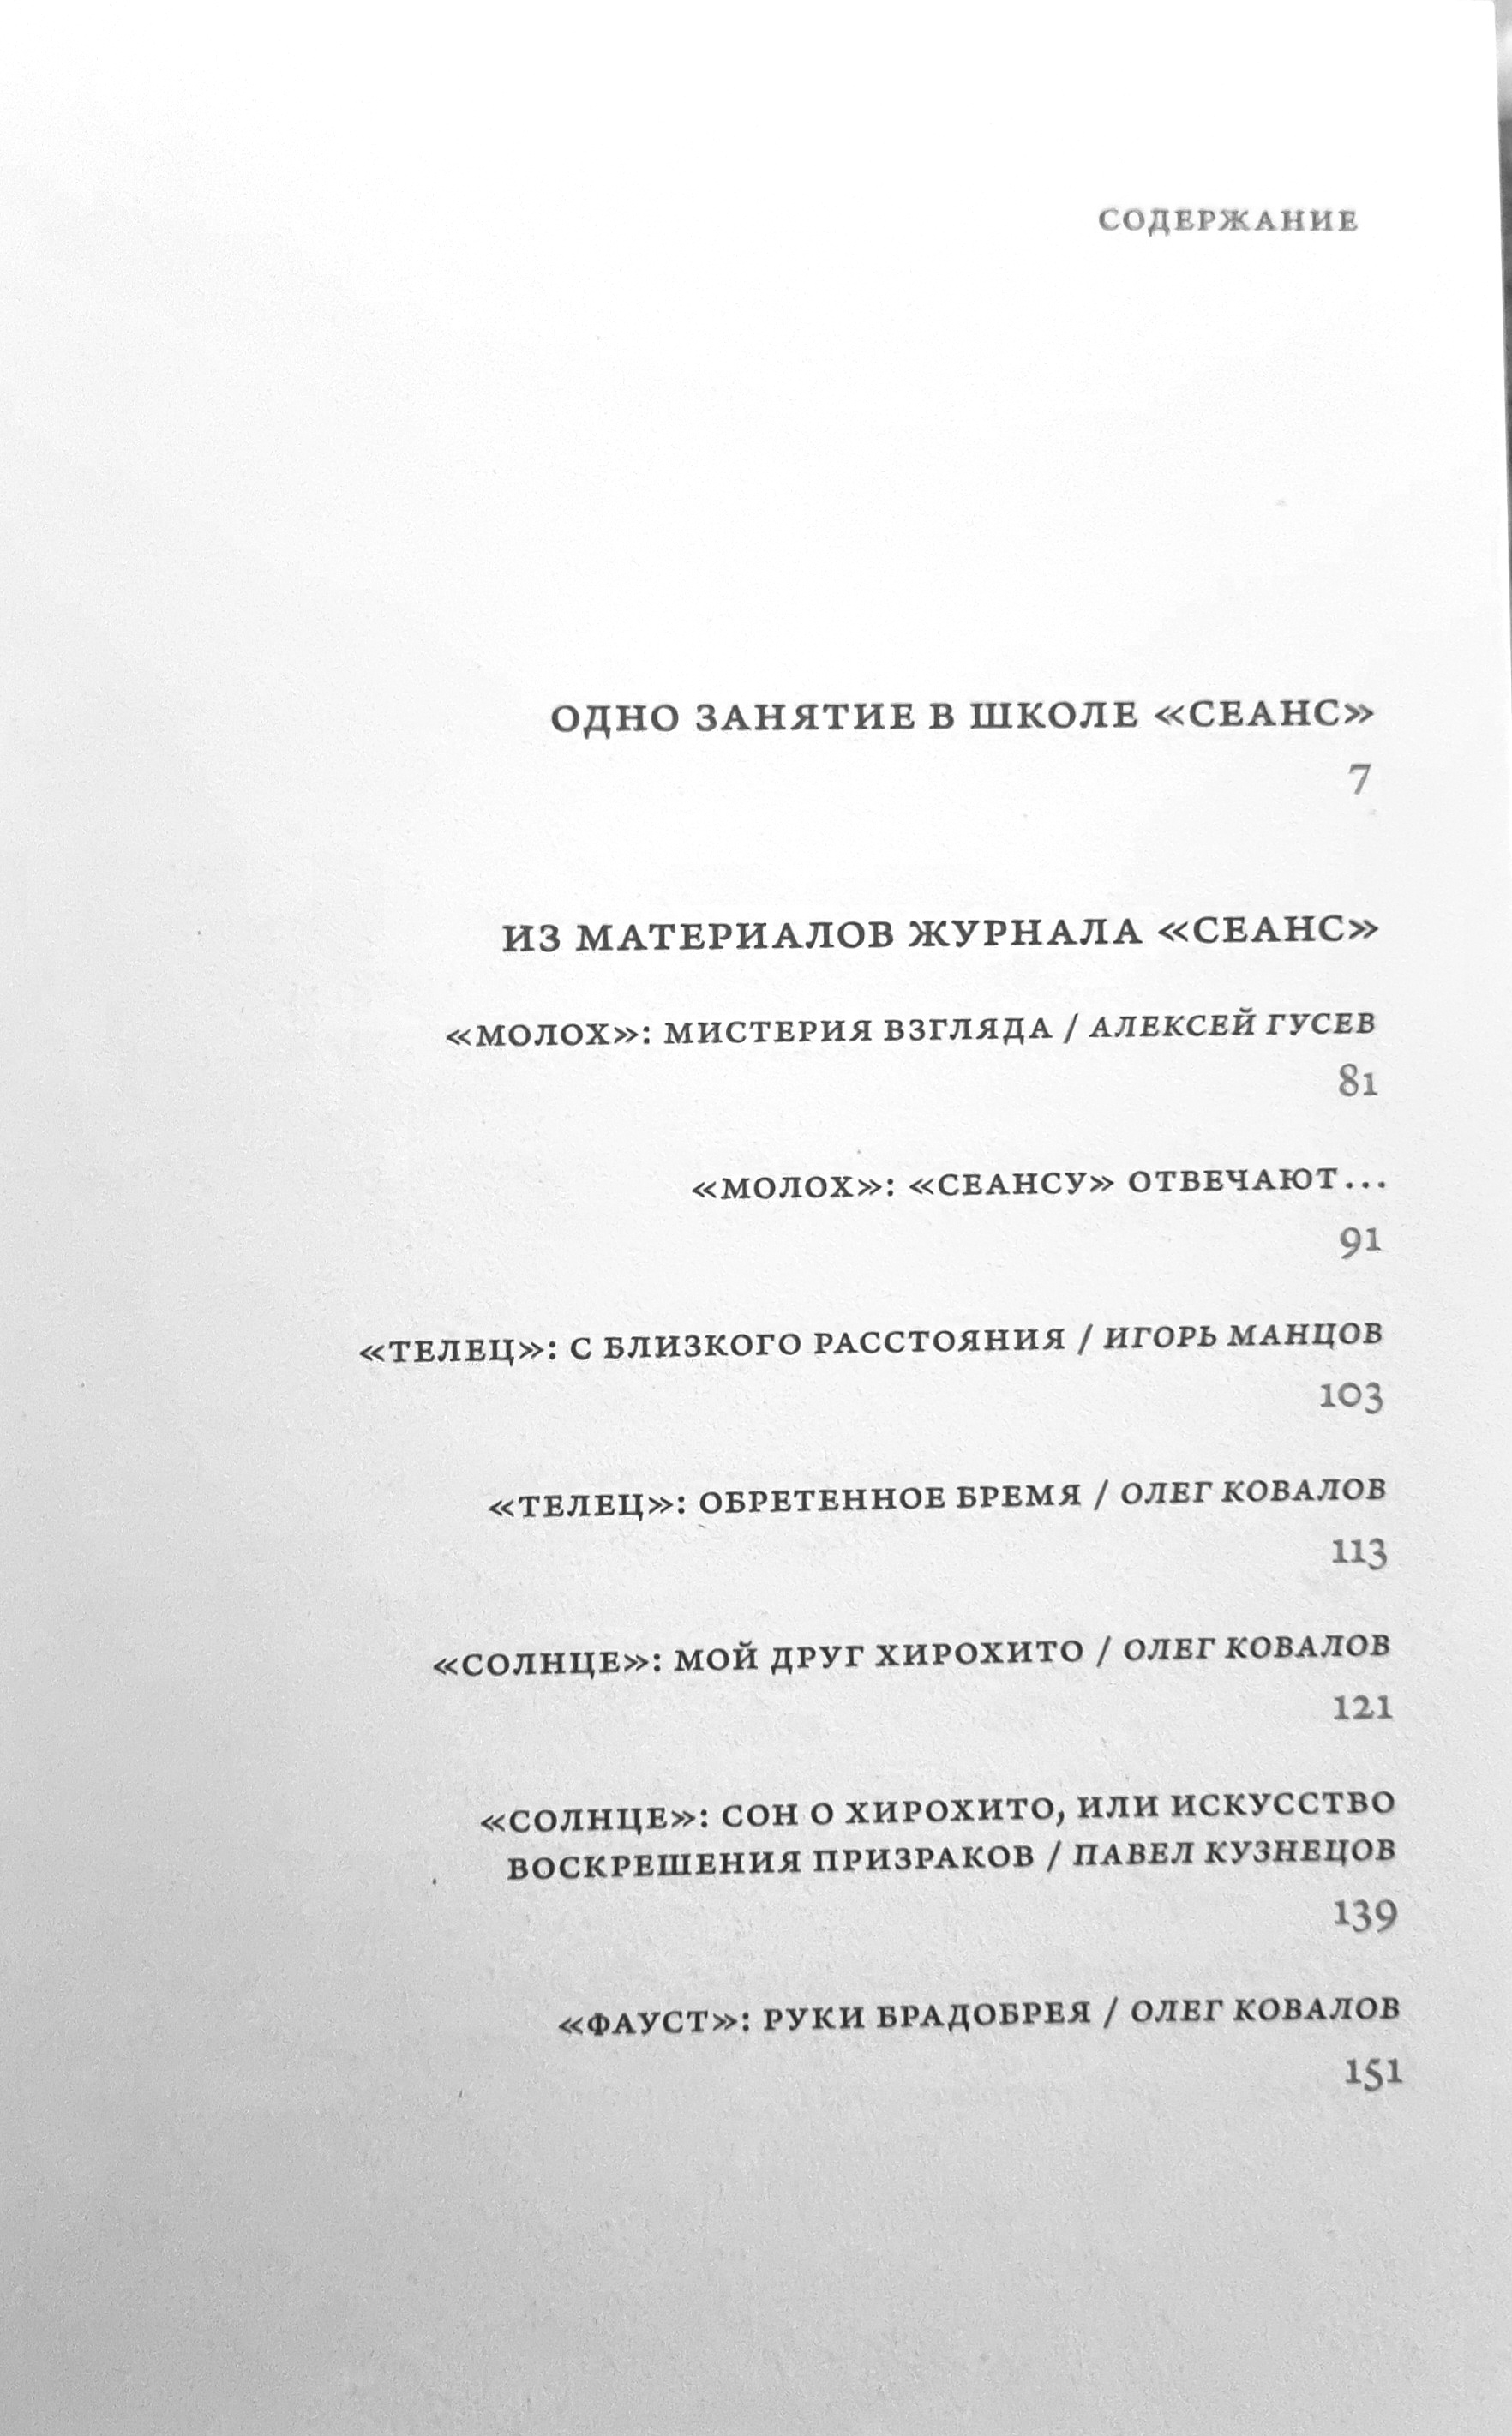 СОДЕРЖАНИЕ
ОДНО ЗАНЯТИЕ В ШКОЛЕ «СЕАНС»
7
ИЗ МАТЕРИАЛОВ ЖУРНАЛА «СЕАНС»
«МОЛОХ»: МИСТЕРИЯ ВЗГЛЯДА / АЛЕКСЕЙ ГУСЕВ
81
«МОЛОХ»: «СЕАНСУ» ОТВЕЧАЮТ...
91
«ТЕЛЕЦ»: С БЛИЗКОГО РАССТОЯНИЯ / ИГОРЬ МАНЦОВ
103
«ТЕЛЕЦ»: ОБРЕТЕННОЕ БРЕМЯ / ОЛЕГ КОВАЛОВ
113
«СОЛНЦЕ»: МОЙ ДРУГ ХИРОХИТО / ОЛЕГ КОВАЛОВ
121
«СОЛНЦЕ»: СОН О ХИРОХИТО, ИЛИ ИСКУССТВО
ВОСКРЕШЕНИЯ ПРИЗРАКОВ / ПАВЕЛ КУЗНЕЦОВ
139
«ФАУСТ»: РУКИ БРАДОБРЕЯ / ОЛЕГ КОВАЛОВ
151